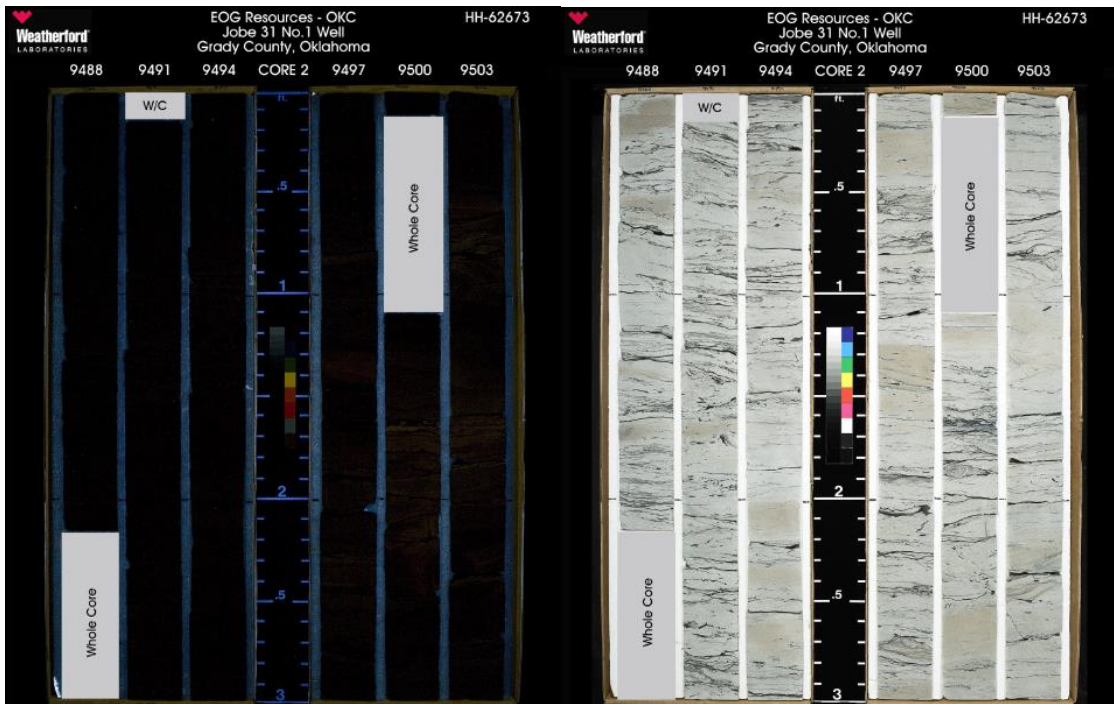 Weatherford
LABORATORIES
EOG Resources - OKC
Jobe 31 No.1 Well
Grady County, Oklahoma
HH-62673
9488 9491 9494 CORE 2 9497 9500 9503
W/C
ft.
.5
Whole Core
1
2
.5
Whole Core
3
Weatherford
LABORATORIES
EOG Resources - OKC
Jobe 31 No.1 Well
Grady County, Oklahoma
HH-62673
9488 9491 9494 CORE 2 9497 9500 9503
W/C
ft.
.5
Whole Core
1
2
.5
Whole Core
3